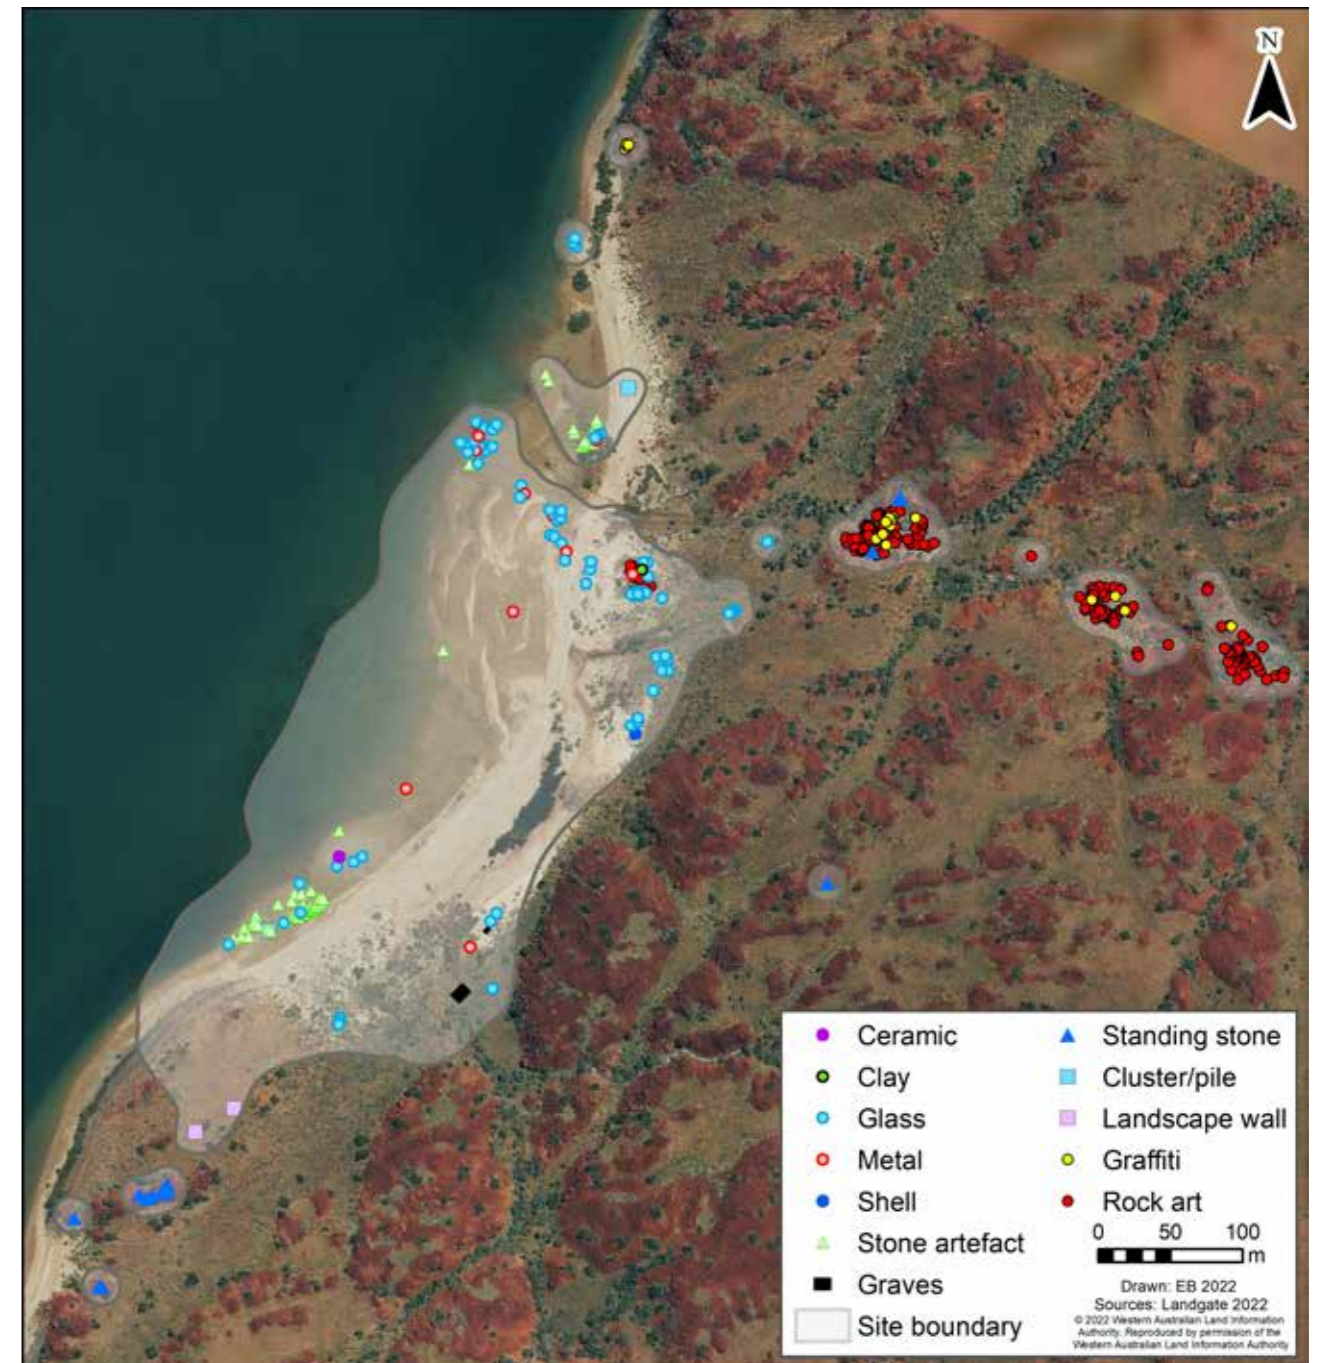 N
Ceramic
Clay
Glass
Metal
Shell
Stone artefact
Graves
Site boundary
Standing stone
Cluster/pile
Landscape wall
Graffiti
Rock art
0 50 100
m
Drawn: EB 2022
Sources: Landgate 2022
© 2022 Western Australian Land Information
Authority. Reproduced by permission of the
Western Australian Land Information Authority